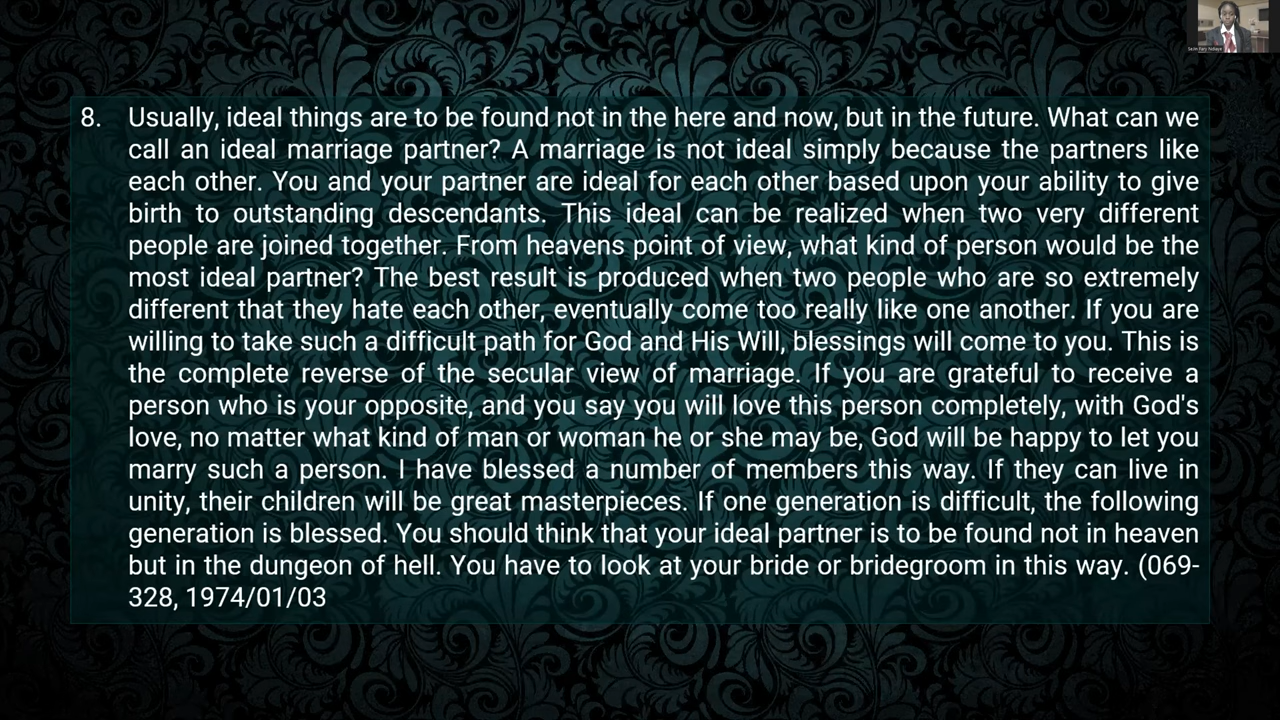 8. Usually, ideal things are to be found not in the here and now, but in the future. What can we
call an ideal marriage partner? A marriage is not ideal simply because the partners like
each other. You and your partner are ideal for each other based upon your ability to give
birth to outstanding descendants. This ideal can be realized when two very different
people are joined together. From heavens point of view, what kind of person would be the
most ideal partner? The best result is produced when two people who are so extremely
different that they hate each other, eventually come too really like one another. If you are
willing to take such a difficult path for God and His Will, blessings will come to you. This is
the complete reverse of the secular view of marriage. If you are grateful to receive a
person who is your opposite, and you say you will love this person completely, with God's
love, no matter what kind of man or woman he or she may be, God will be happy to let you
marry such a person. I have blessed a number of members this way. If they can live in
unity, their children will be great masterpieces. If one generation is difficult, the following
generation is blessed. You should think that your ideal partner is to be found not in heaven
but in the dungeon of hell. You have to look at your bride or bridegroom in this way. (069-
328, 1974/01/03